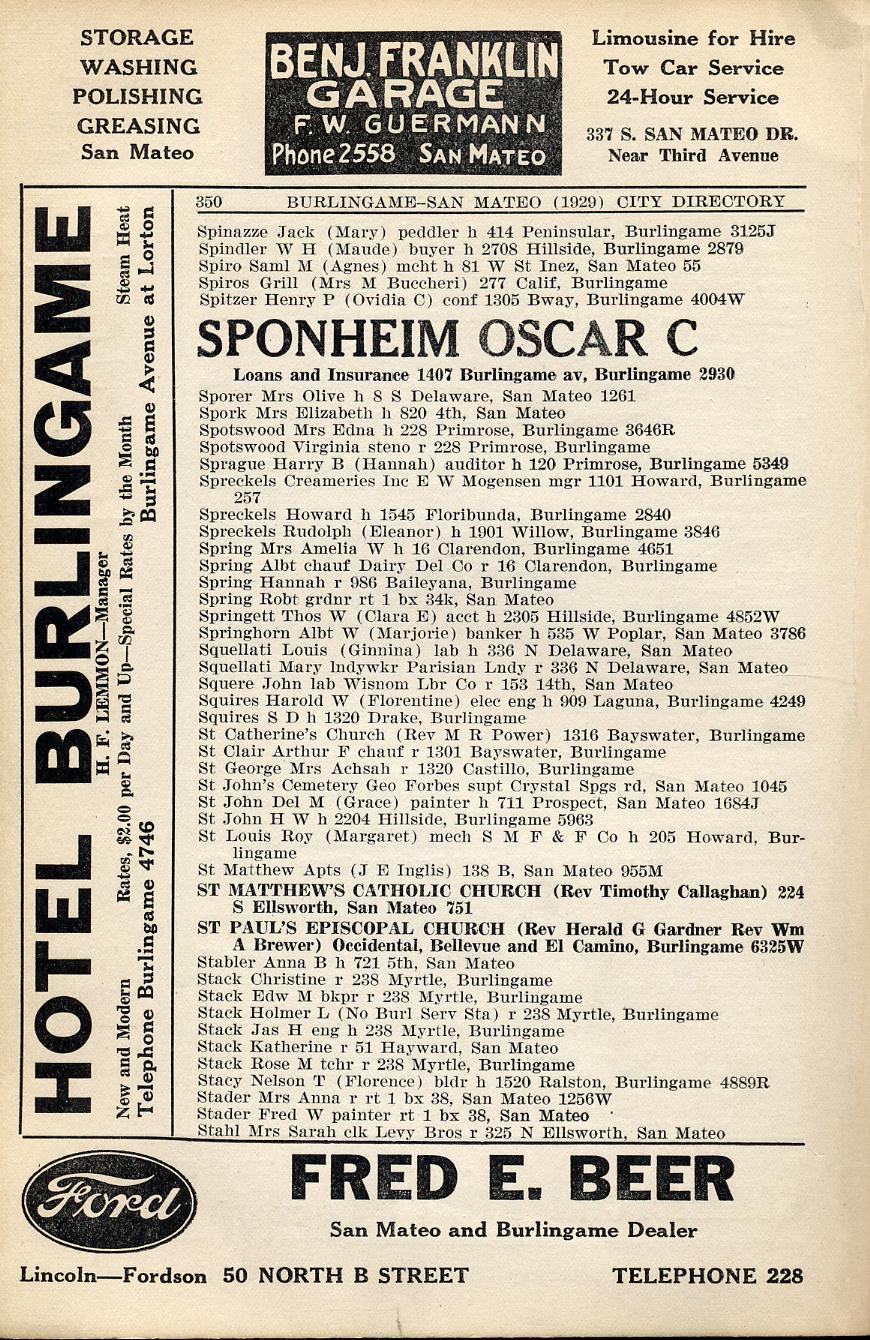 STORAGE
WASHING
POLISHING
GREASING
San Mateo
BENJ. FRANKLIN
GARAGE
F. W. GUERMANN
Phone 2558 SAN MATEO
Limousine for Hire
Tow Car Service
24-Hour Service
337 S. SAN MATEO DR.
Near Third Avenue
HOTEL BURLINGAME
H. F. LEMMON—Manager
New and Modern Rates, $2.00 per Day and Up—Special Rates by the Month Steam Heat
Telephone Burlingame 4746 Burlingame Avenue at Lorton
350 BURLINGAME–SAN MATEO (1929) CITY DIRECTORY
Spinazze Jack (Mary) peddler h 414 Peninsular, Burlingame 3125J
Spindler W H (Maude) buyer h 2708 Hillside, Burlingame 2879
Spiro Saml M (Agnes) mcht h 81 W St Inez, San Mateo 55
Spiros Grill (Mrs M Buccheri) 277 Calif, Burlingame
Spitzer Henry P (Ovidia C) conf 1305 Bway, Burlingame 4004W
SPONHEIM OSCAR C
Loans and Insurance 1407 Burlingame av, Burlingame 2930
Sporer Mrs Olive h 8 S Delaware, San Mateo 1261
Spork Mrs Elizabeth h 820 4th, San Mateo
Spotswood Mrs Edna h 228 Primrose, Burlingame 3646R
Spotswood Virginia steno r 228 Primrose, Burlingame
Sprague Harry B (Hannah) auditor h 120 Primrose, Burlingame 5349
Spreckels Creameries Inc E W Mogensen mgr 1101 Howard, Burlingame
257
Spreckels Howard h 1545 Floribunda, Burlingame 2840
Spreckels Rudolph (Eleanor) h 1901 Willow, Burlingame 3846
Spring Mrs Amelia W h 16 Clarendon, Burlingame 4651
Spring Albt chauf Dairy Del Co r 16 Clarendon, Burlingame
Spring Hannah r 986 Baileyana, Burlingame
Spring Robt grdnr rt 1 bx 34k, San Mateo
Springett Thos W (Clara E) acct h 2305 Hillside, Burlingame 4852W
Springhorn Albt W (Marjorie) banker h 535 W Poplar, San Mateo 3786
Squellati Louis (Ginnina) lab h 336 N Delaware, San Mateo
Squellati Mary lndywkr Parisian Lndy r 336 N Delaware, San Mateo
Squere John lab Wisnom Lbr Co r 153 14th, San Mateo
Squires Harold W (Florentine) elec eng h 909 Laguna, Burlingame 4249
Squires S D h 1320 Drake, Burlingame
St Catherine's Church (Rev M R Power) 1316 Bayswater, Burlingame
St Clair Arthur F chauf r 1301 Bayswater, Burlingame
St George Mrs Achsah r 1320 Castillo, Burlingame
St John's Cemetery Geo Forbes supt Crystal Spgs rd, San Mateo 1045
St John Del M (Grace) painter h 711 Prospect, San Mateo 1684J
St John H W h 2204 Hillside, Burlingame 5963
St Louis Roy (Margaret) mech S M F & F Co h 205 Howard, Bur-
lingame
St Matthew Apts (J E Inglis) 138 B, San Mateo 955M
ST MATTHEW'S CATHOLIC CHURCH (Rev Timothy Callaghan) 224
S Ellsworth, San Mateo 751
ST PAUL'S EPISCOPAL CHURCH (Rev Herald G Gardner Rev Wm
A Brewer) Occidental, Bellevue and El Camino, Burlingame 6325W
Stabler Anna B h 721 5th, San Mateo
Stack Christine r 238 Myrtle, Burlingame
Stack Edw M bkpr r 238 Myrtle, Burlingame
Stack Holmer L (No Burl Serv Sta) r 238 Myrtle, Burlingame
Stack Jas H eng h 238 Myrtle, Burlingame
Stack Katherine r 51 Hayward, San Mateo
Stack Rose M tchr r 238 Myrtle, Burlingame
Stacy Nelson T (Florence) bldr h 1520 Ralston, Burlingame 4889R
Stader Mrs Anna r rt 1 bx 38, San Mateo 1256W
Stader Fred W painter rt 1 bx 38, San Mateo
Stahl Mrs Sarah clk Levy Bros r 325 N Ellsworth, San Mateo
Ford
FRED E. BEER
San Mateo and Burlingame Dealer
Lincoln—Fordson 50 NORTH B STREET TELEPHONE 228